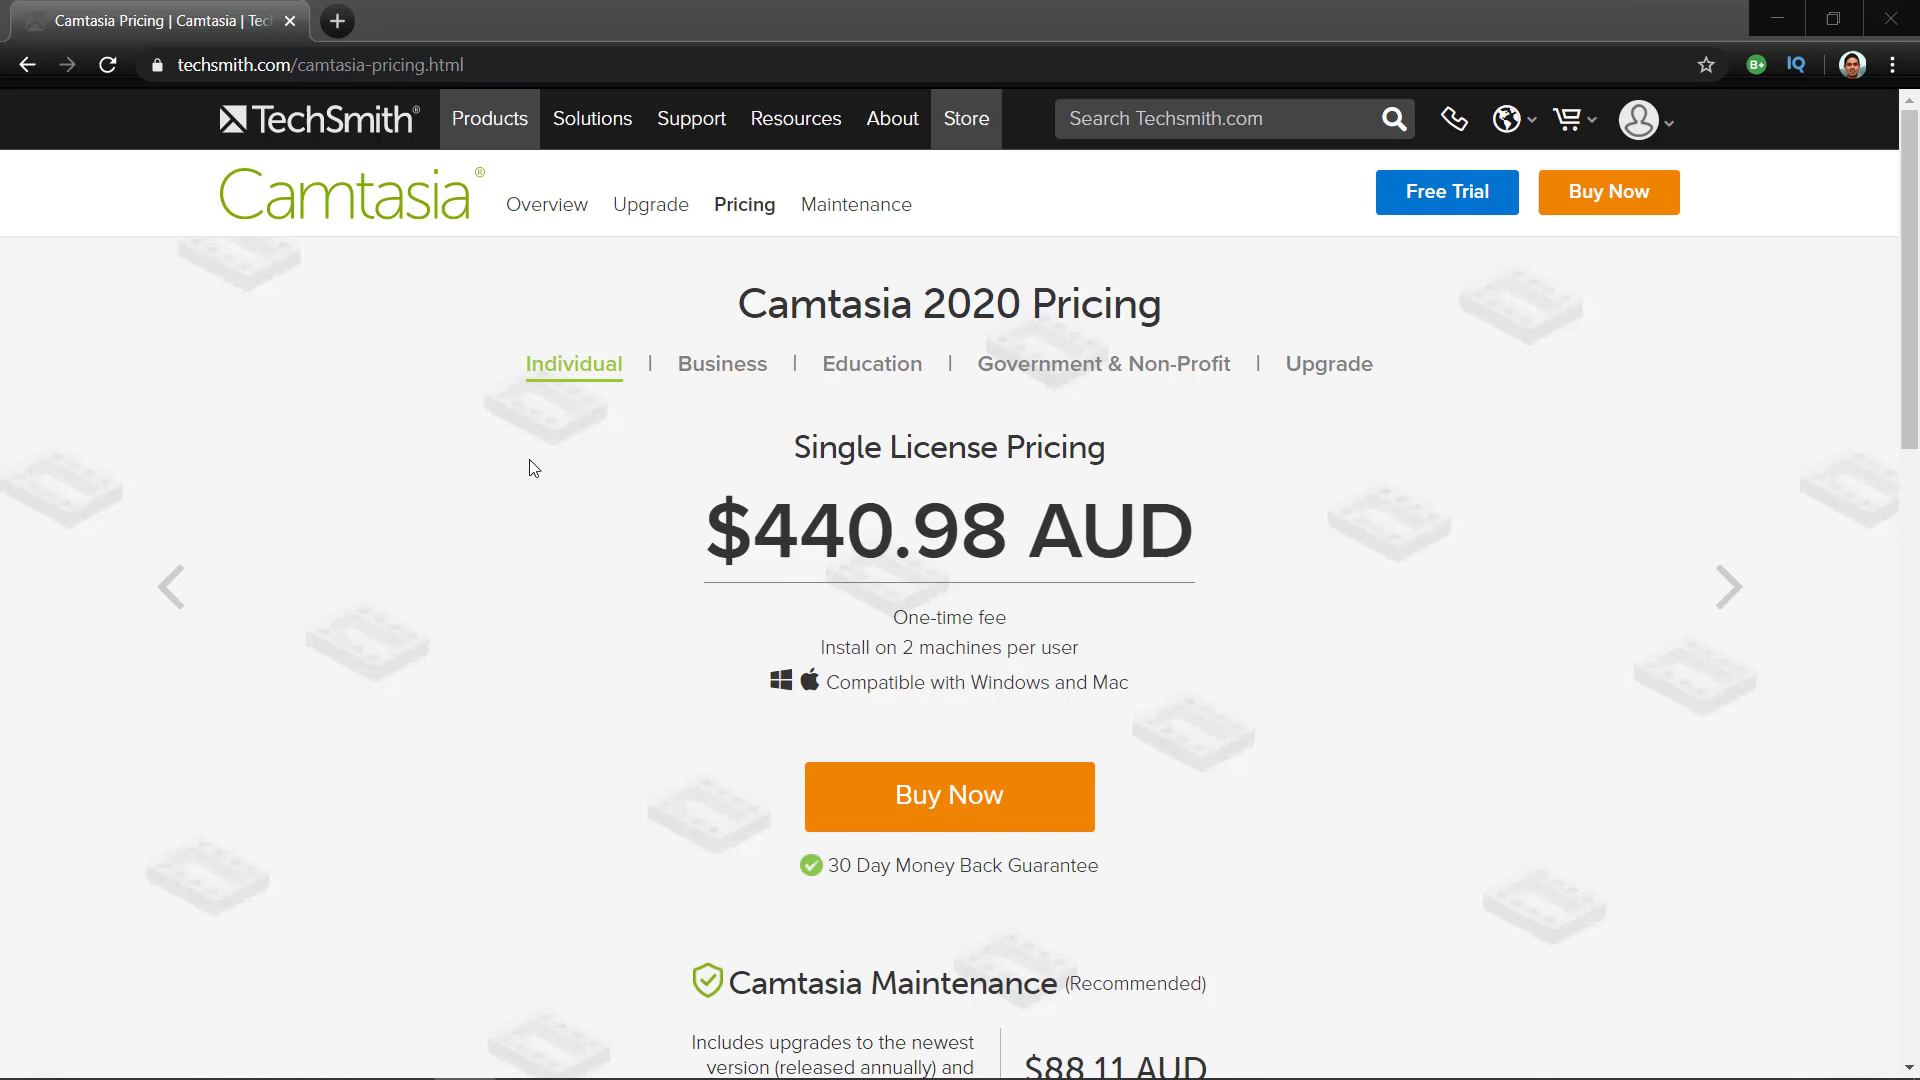 Camtasia Pricing | Camtasia | Tec
techsmith.com/camtasia-pricing.html
B+
IQ
TechSmith®
Products
Solutions
Support
Resources
About
Store
Search Techsmith.com
Camtasia®
Overview
Upgrade
Pricing
Maintenance
Free Trial
Buy Now
Camtasia 2020 Pricing
Individual | Business | Education | Government & Non-Profit | Upgrade
Single License Pricing
$440.98 AUD
One-time fee
Install on 2 machines per user
Compatible with Windows and Mac
Buy Now
30 Day Money Back Guarantee
Camtasia Maintenance (Recommended)
Includes upgrades to the newest
version (released annually) and
$88.11 AUD